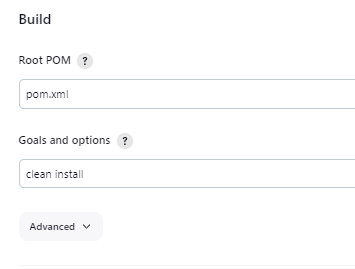 Build
Root POM ?
pom.xml
Goals and options ?
clean install
Advanced